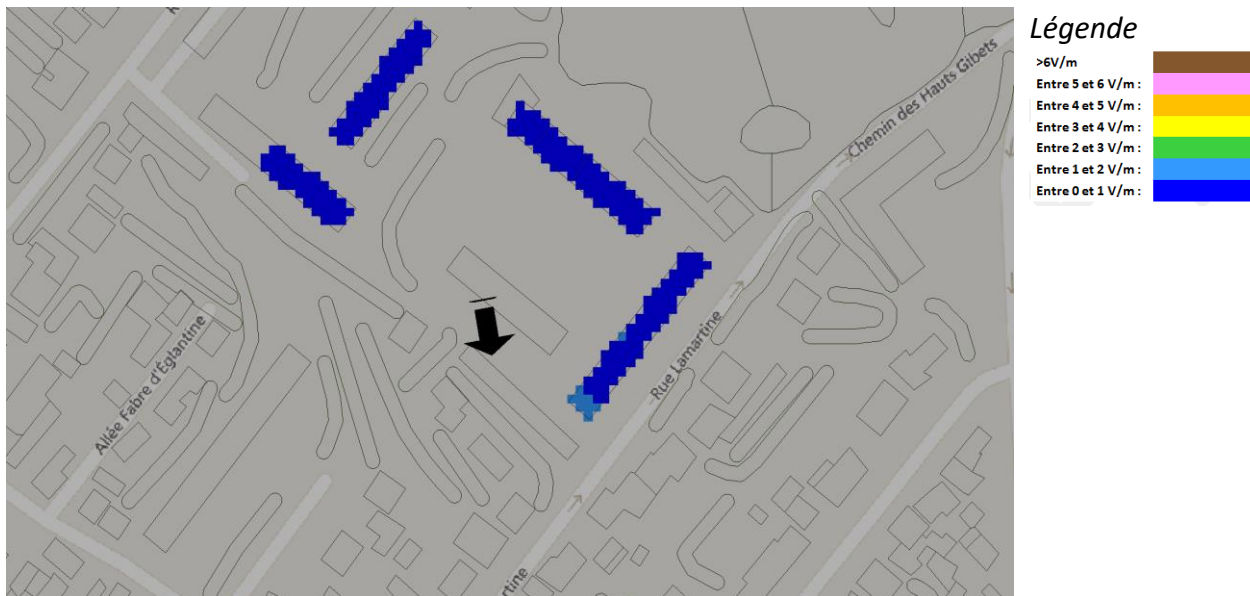 Légende
>6V/m
Entre 5 et 6 V/m :
Entre 4 et 5 V/m :
Entre 3 et 4 V/m :
Entre 2 et 3 V/m :
Entre 1 et 2 V/m :
Entre 0 et 1 V/m :
Chemin des Hauts Gibets
Rue Lamartine
Allée Fabre d'Églantine
rtine